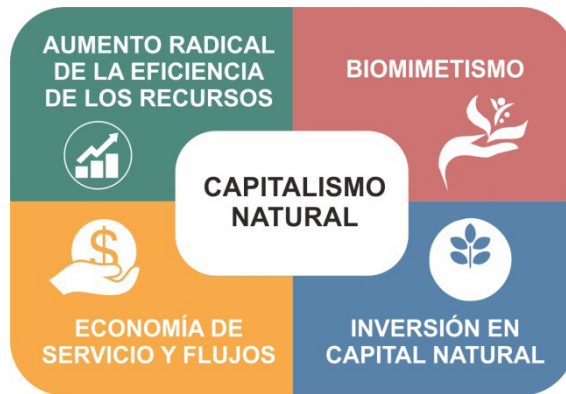 AUMENTO RADICAL
DE LA EFICIENCIA
DE LOS RECURSOS
BIOMIMETISMO
CAPITALISMO
NATURAL
$
ECONOMÍA DE
SERVICIO Y FLUJOS
INVERSIÓN EN
CAPITAL NATURAL